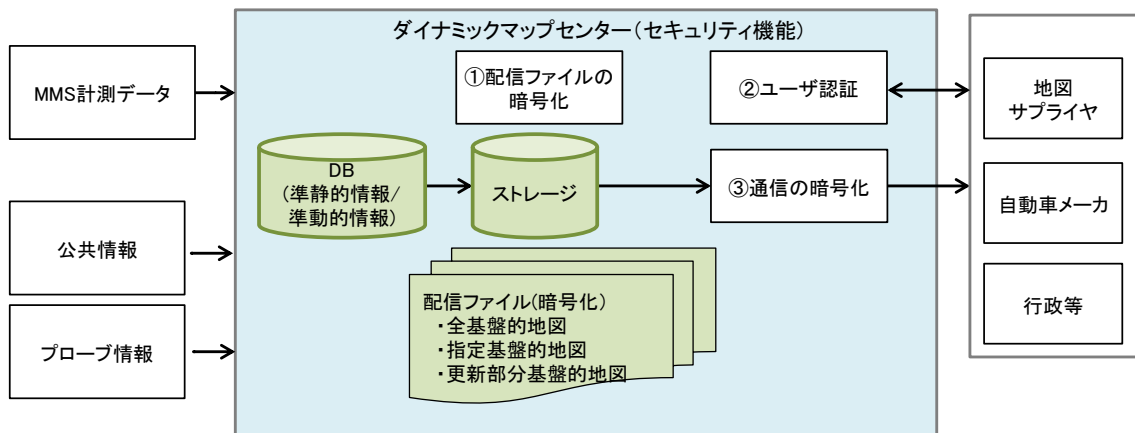 ダイナミックマップセンター(セキュリティ機能)
MMS計測データ
公共情報
プローブ情報
①配信ファイルの
暗号化
②ユーザ認証
DB
(準静的情報/
準動的情報)
ストレージ
③通信の暗号化
配信ファイル(暗号化)
・全基盤的地図
・指定基盤的地図
・更新部分基盤的地図
地図
サプライヤ
自動車メーカ
行政等